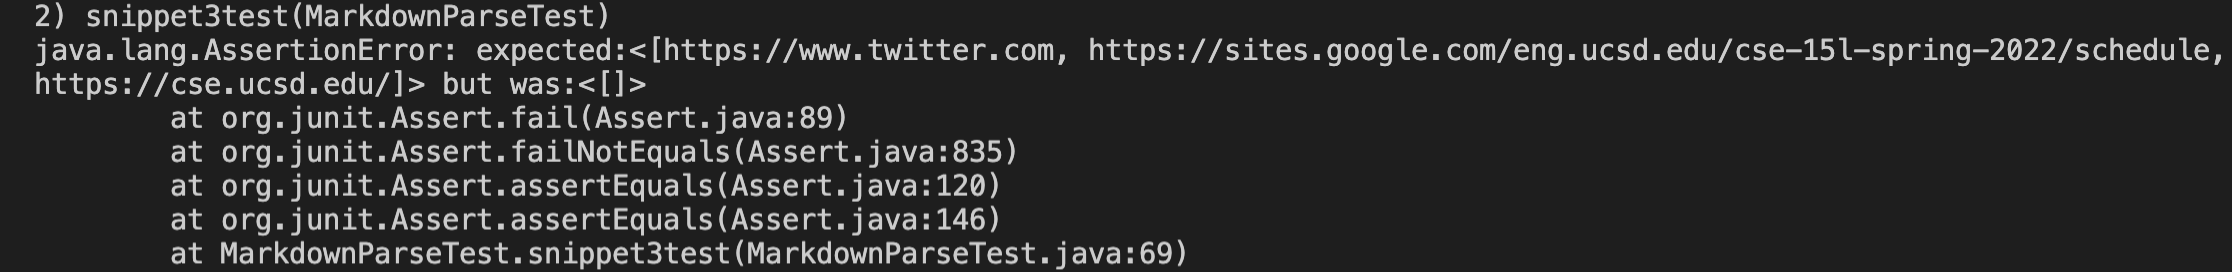 2) snippet3test(MarkdownParseTest)
java.lang.AssertionError: expected:<[https://www.twitter.com, https://sites.google.com/eng.ucsd.edu/cse-15l-spring-2022/schedule,
https://cse.ucsd.edu/]> but was:<[]>
at org.junit.Assert.fail(Assert.java:89)
at org.junit.Assert.failNotEquals(Assert.java:835)
at org.junit.Assert.assertEquals(Assert.java:120)
at org.junit.Assert.assertEquals(Assert.java:146)
at MarkdownParseTest.snippet3test(MarkdownParseTest.java:69)